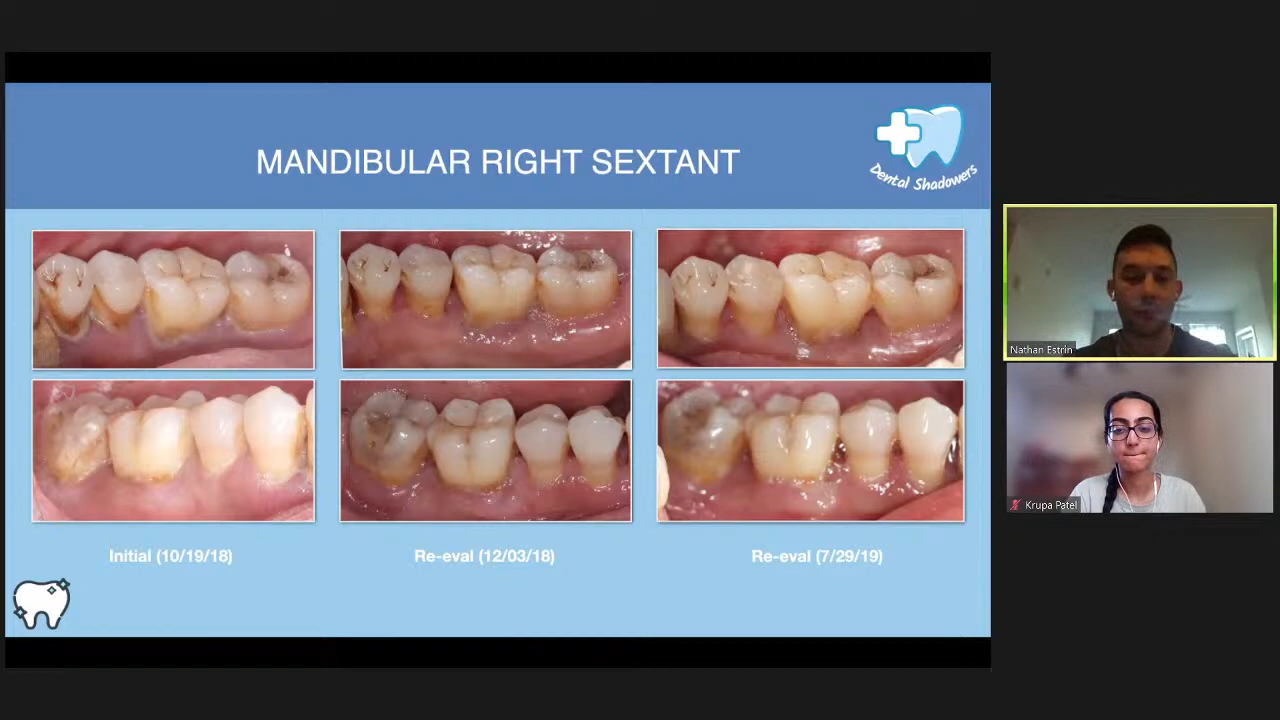 MANDIBULAR RIGHT SEXTANT
Dental Shadowers
Initial (10/19/18)
Re-eval (12/03/18)
Re-eval (7/29/19)
Nathan Estrin
Krupa Patel